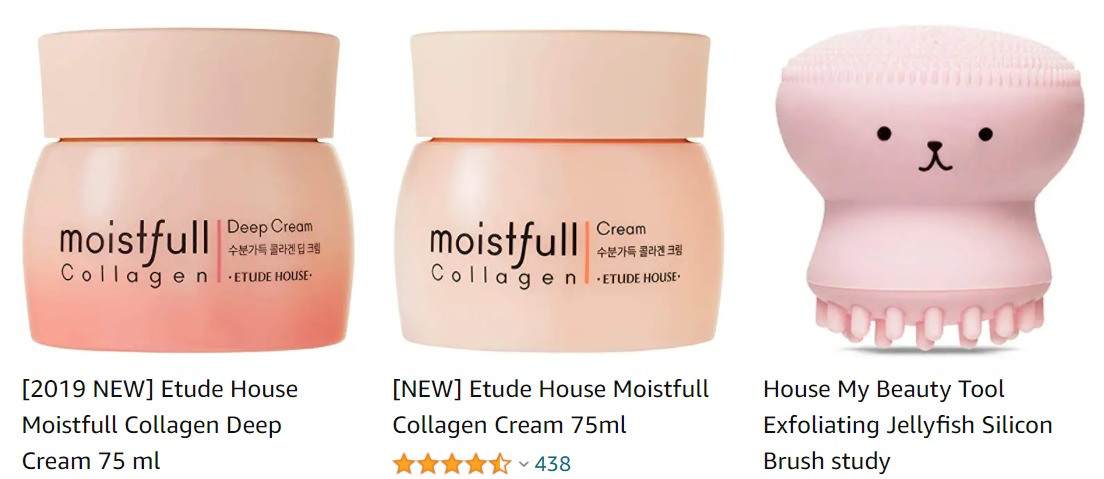 moistfull
Collagen
Deep Cream
수분가득 콜라겐 딥 크림
·ETUDE HOUSE·
moistfull
Collagen
Cream
수분가득 콜라겐 크림
·ETUDE HOUSE·
[2019 NEW] Etude House
Moistfull Collagen Deep
Cream 75 ml
[NEW] Etude House Moistfull
Collagen Cream 75ml
438
House My Beauty Tool
Exfoliating Jellyfish Silicon
Brush study